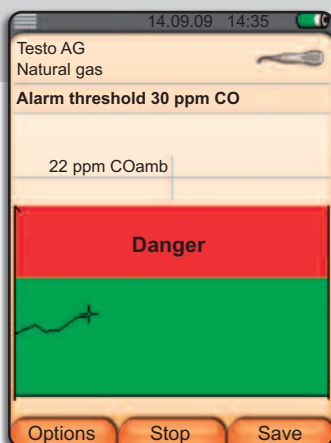 14.09.09 14:35
Testo AG
Natural gas
Alarm threshold 30 ppm CO
22 ppm COamb
Danger
Options Stop Save